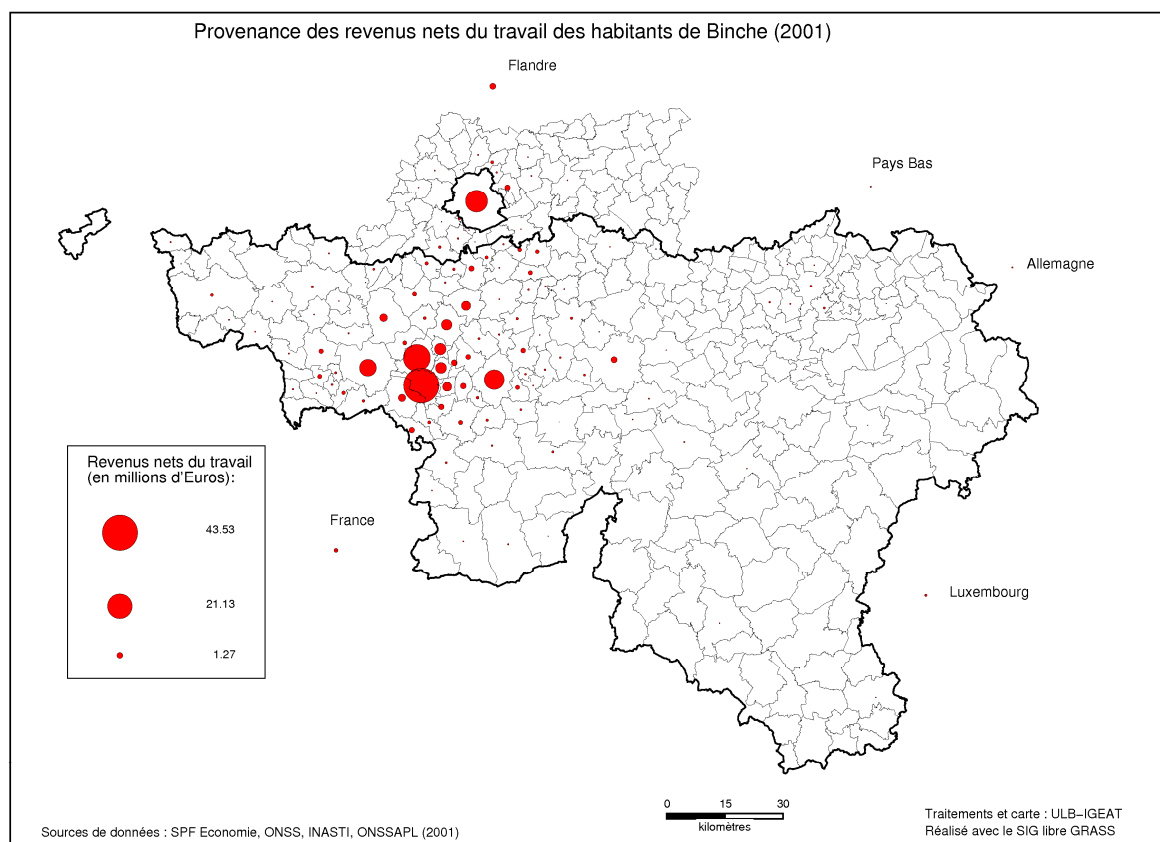 Provenance des revenus nets du travail des habitants de Binche (2001)
Flandre
Pays Bas
Allemagne
Revenus nets du travail
(en millions d'Euros):
43.53
21.13
1.27
France
Luxembourg
0 15 30
kilomètres
Sources de données : SPF Economie, ONSS, INASTI, ONSSAPL (2001)
Traitements et carte : ULB-IGEAT
Réalisé avec le SIG libre GRASS